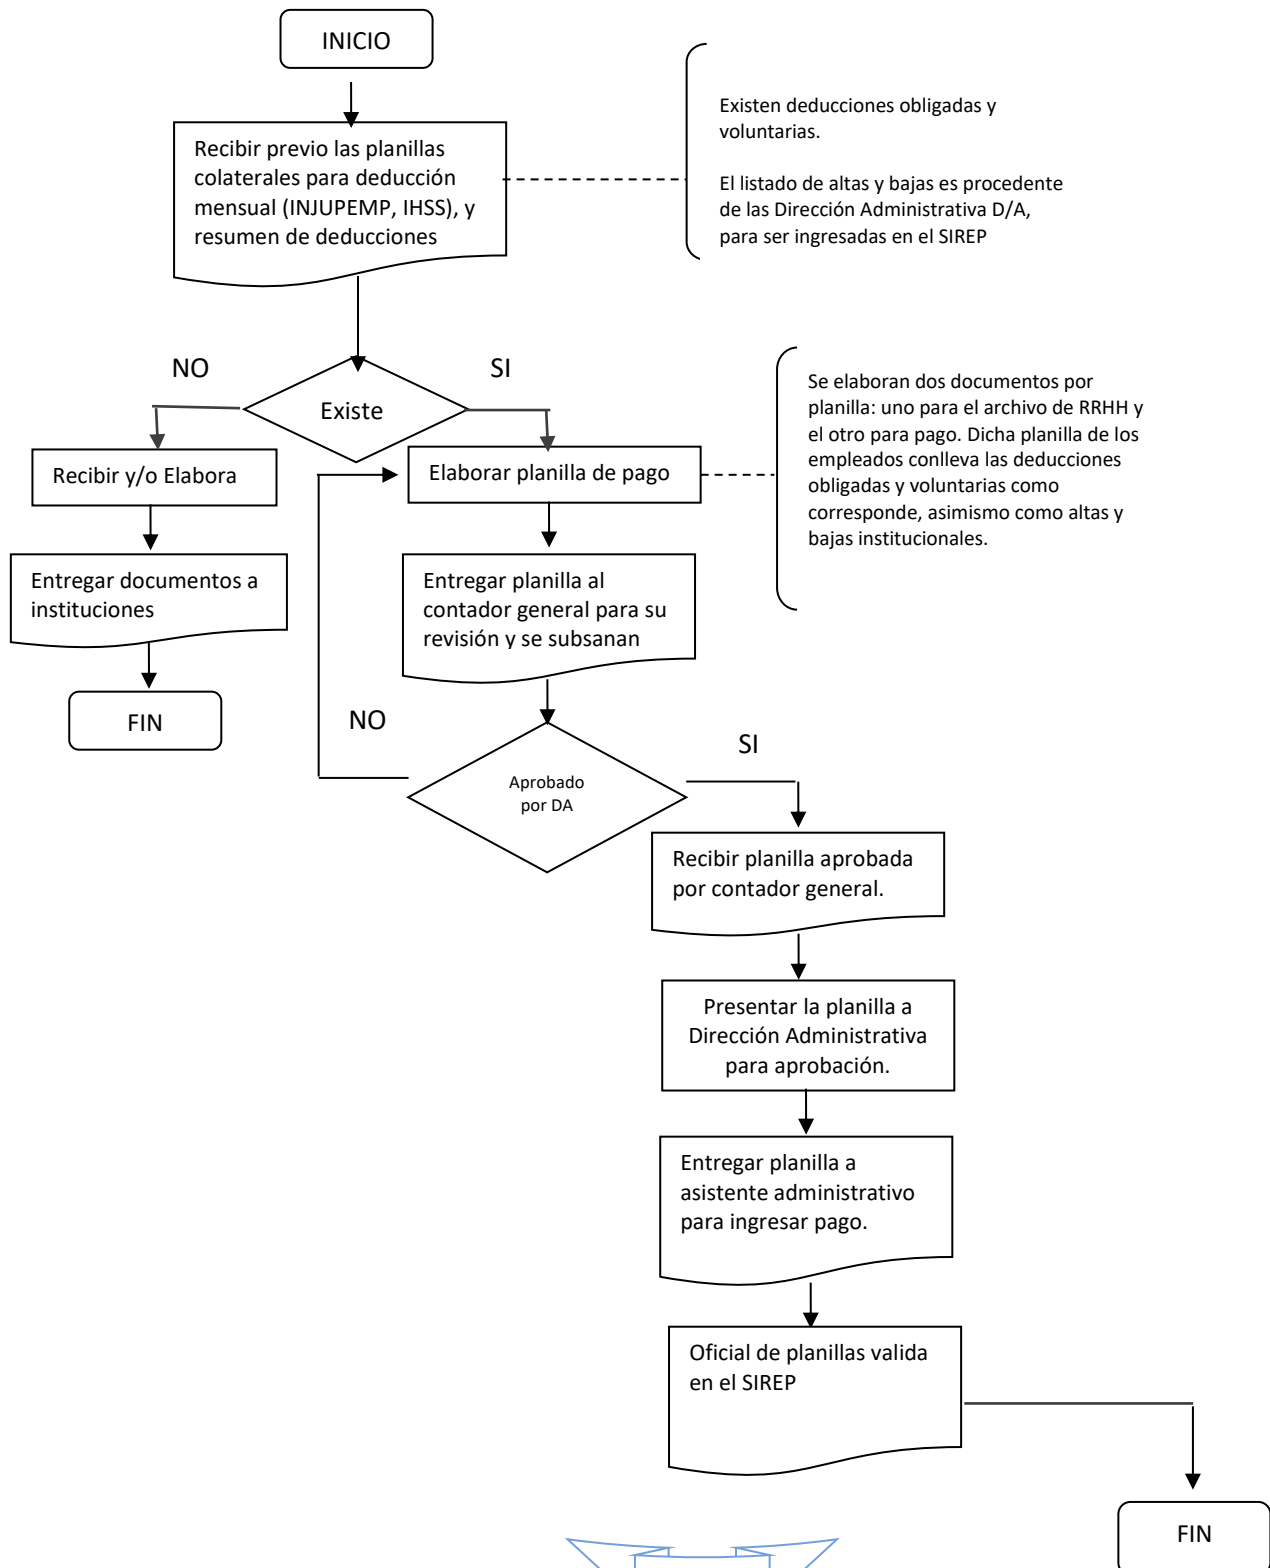 INICIO
Existen deducciones obligadas y
voluntarias.
El listado de altas y bajas es procedente
de las Dirección Administrativa D/A,
para ser ingresadas en el SIREP
Recibir previo las planillas
colaterales para deducción
mensual (INJUPEMP, IHSS), y
resumen de deducciones
NO
SI
Existe
Se elaboran dos documentos por
planilla: uno para el archivo de RRHH y
el otro para pago. Dicha planilla de los
empleados conlleva las deducciones
obligadas y voluntarias como
corresponde, asimismo como altas y
bajas institucionales.
Recibir y/o Elabora
Elaborar planilla de pago
Entregar documentos a
instituciones
Entregar planilla al
contador general para su
revisión y se subsanan
FIN
NO
SI
Aprobado
por DA
Recibir planilla aprobada
por contador general.
Presentar la planilla a
Dirección Administrativa
para aprobación.
Entregar planilla a
asistente administrativo
para ingresar pago.
Oficial de planillas valida
en el SIREP
FIN